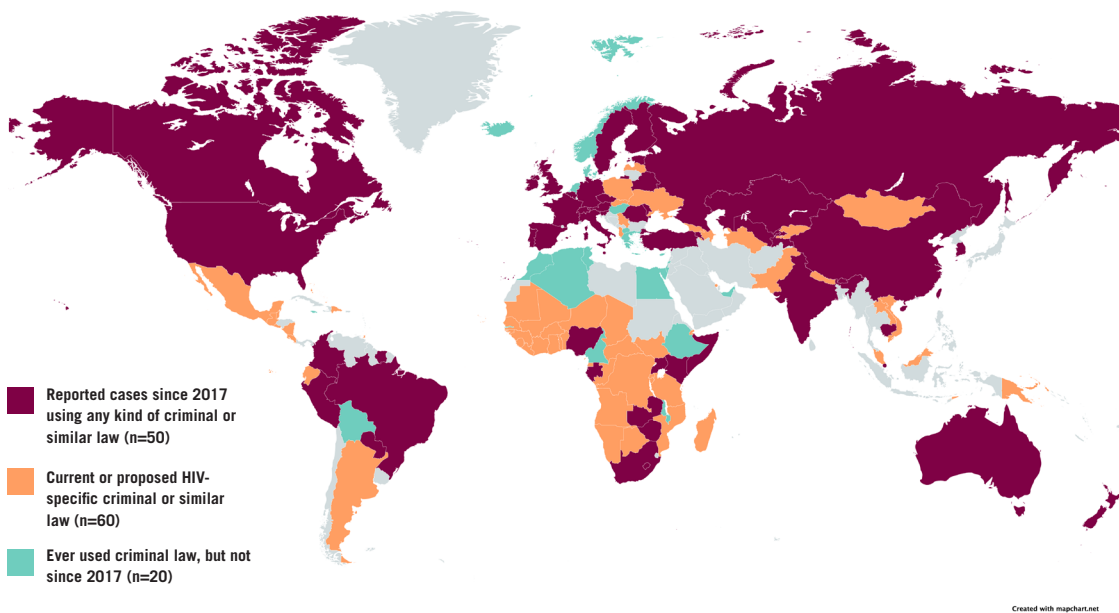 Reported cases since 2017
using any kind of criminal or
similar law (n=50)
Current or proposed HIV-
specific criminal or similar
law (n=60)
Ever used criminal law, but not
since 2017 (n=20)
Created with mapchart.net